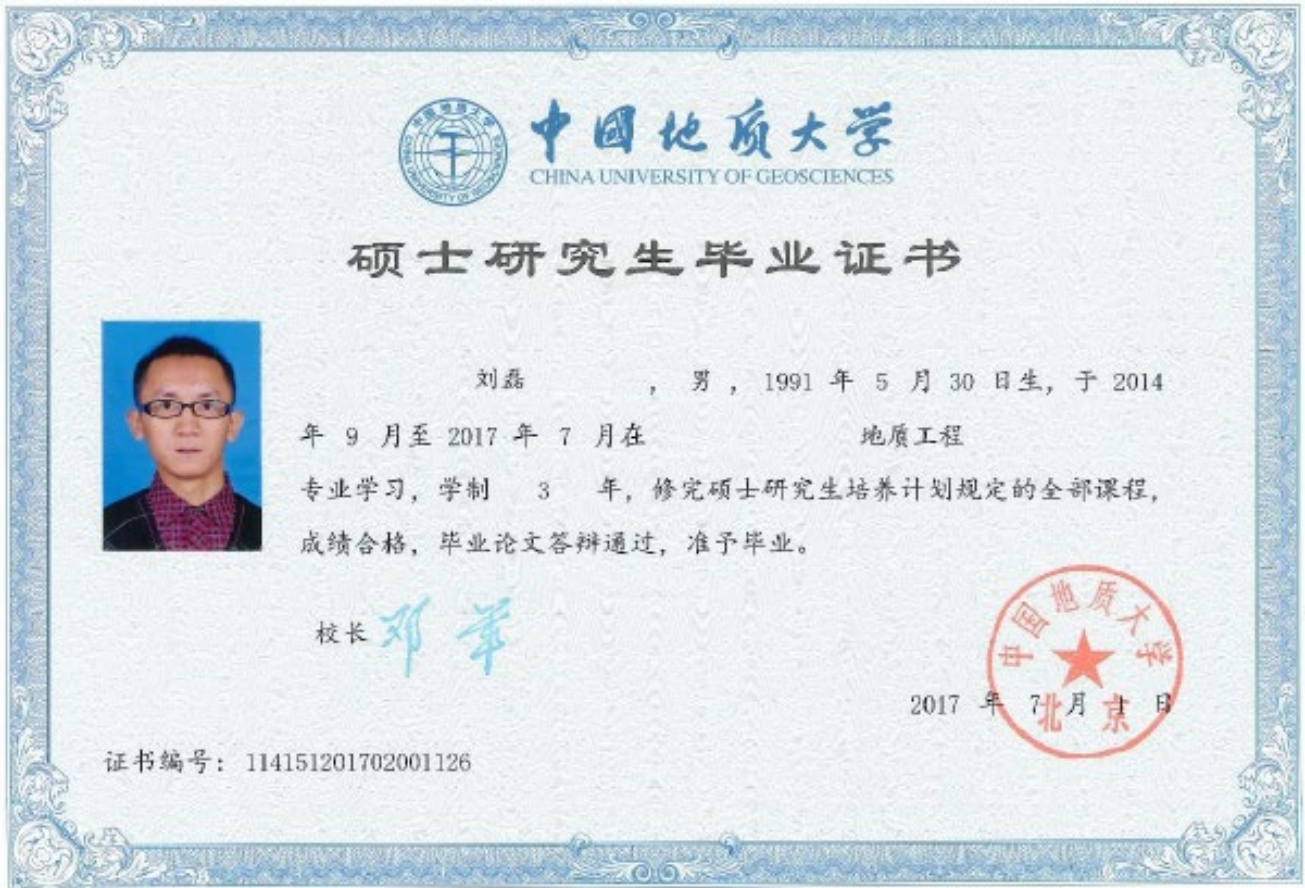 中國地质大学
CHINA UNIVERSITY OF GEOSCIENCES
硕士研究生毕业证书
刘磊 ，男，1991 年 5 月 30 日生，于 2014
年 9 月至 2017 年 7 月在 地质工程
专业学习，学制 3 年，修完硕士研究生培养计划规定的全部课程，
成绩合格，毕业论文答辩通过，准予毕业。
校长 邓军
中国地质大学
北京
2017 年 7 月 1 日
证书编号：114151201702001126